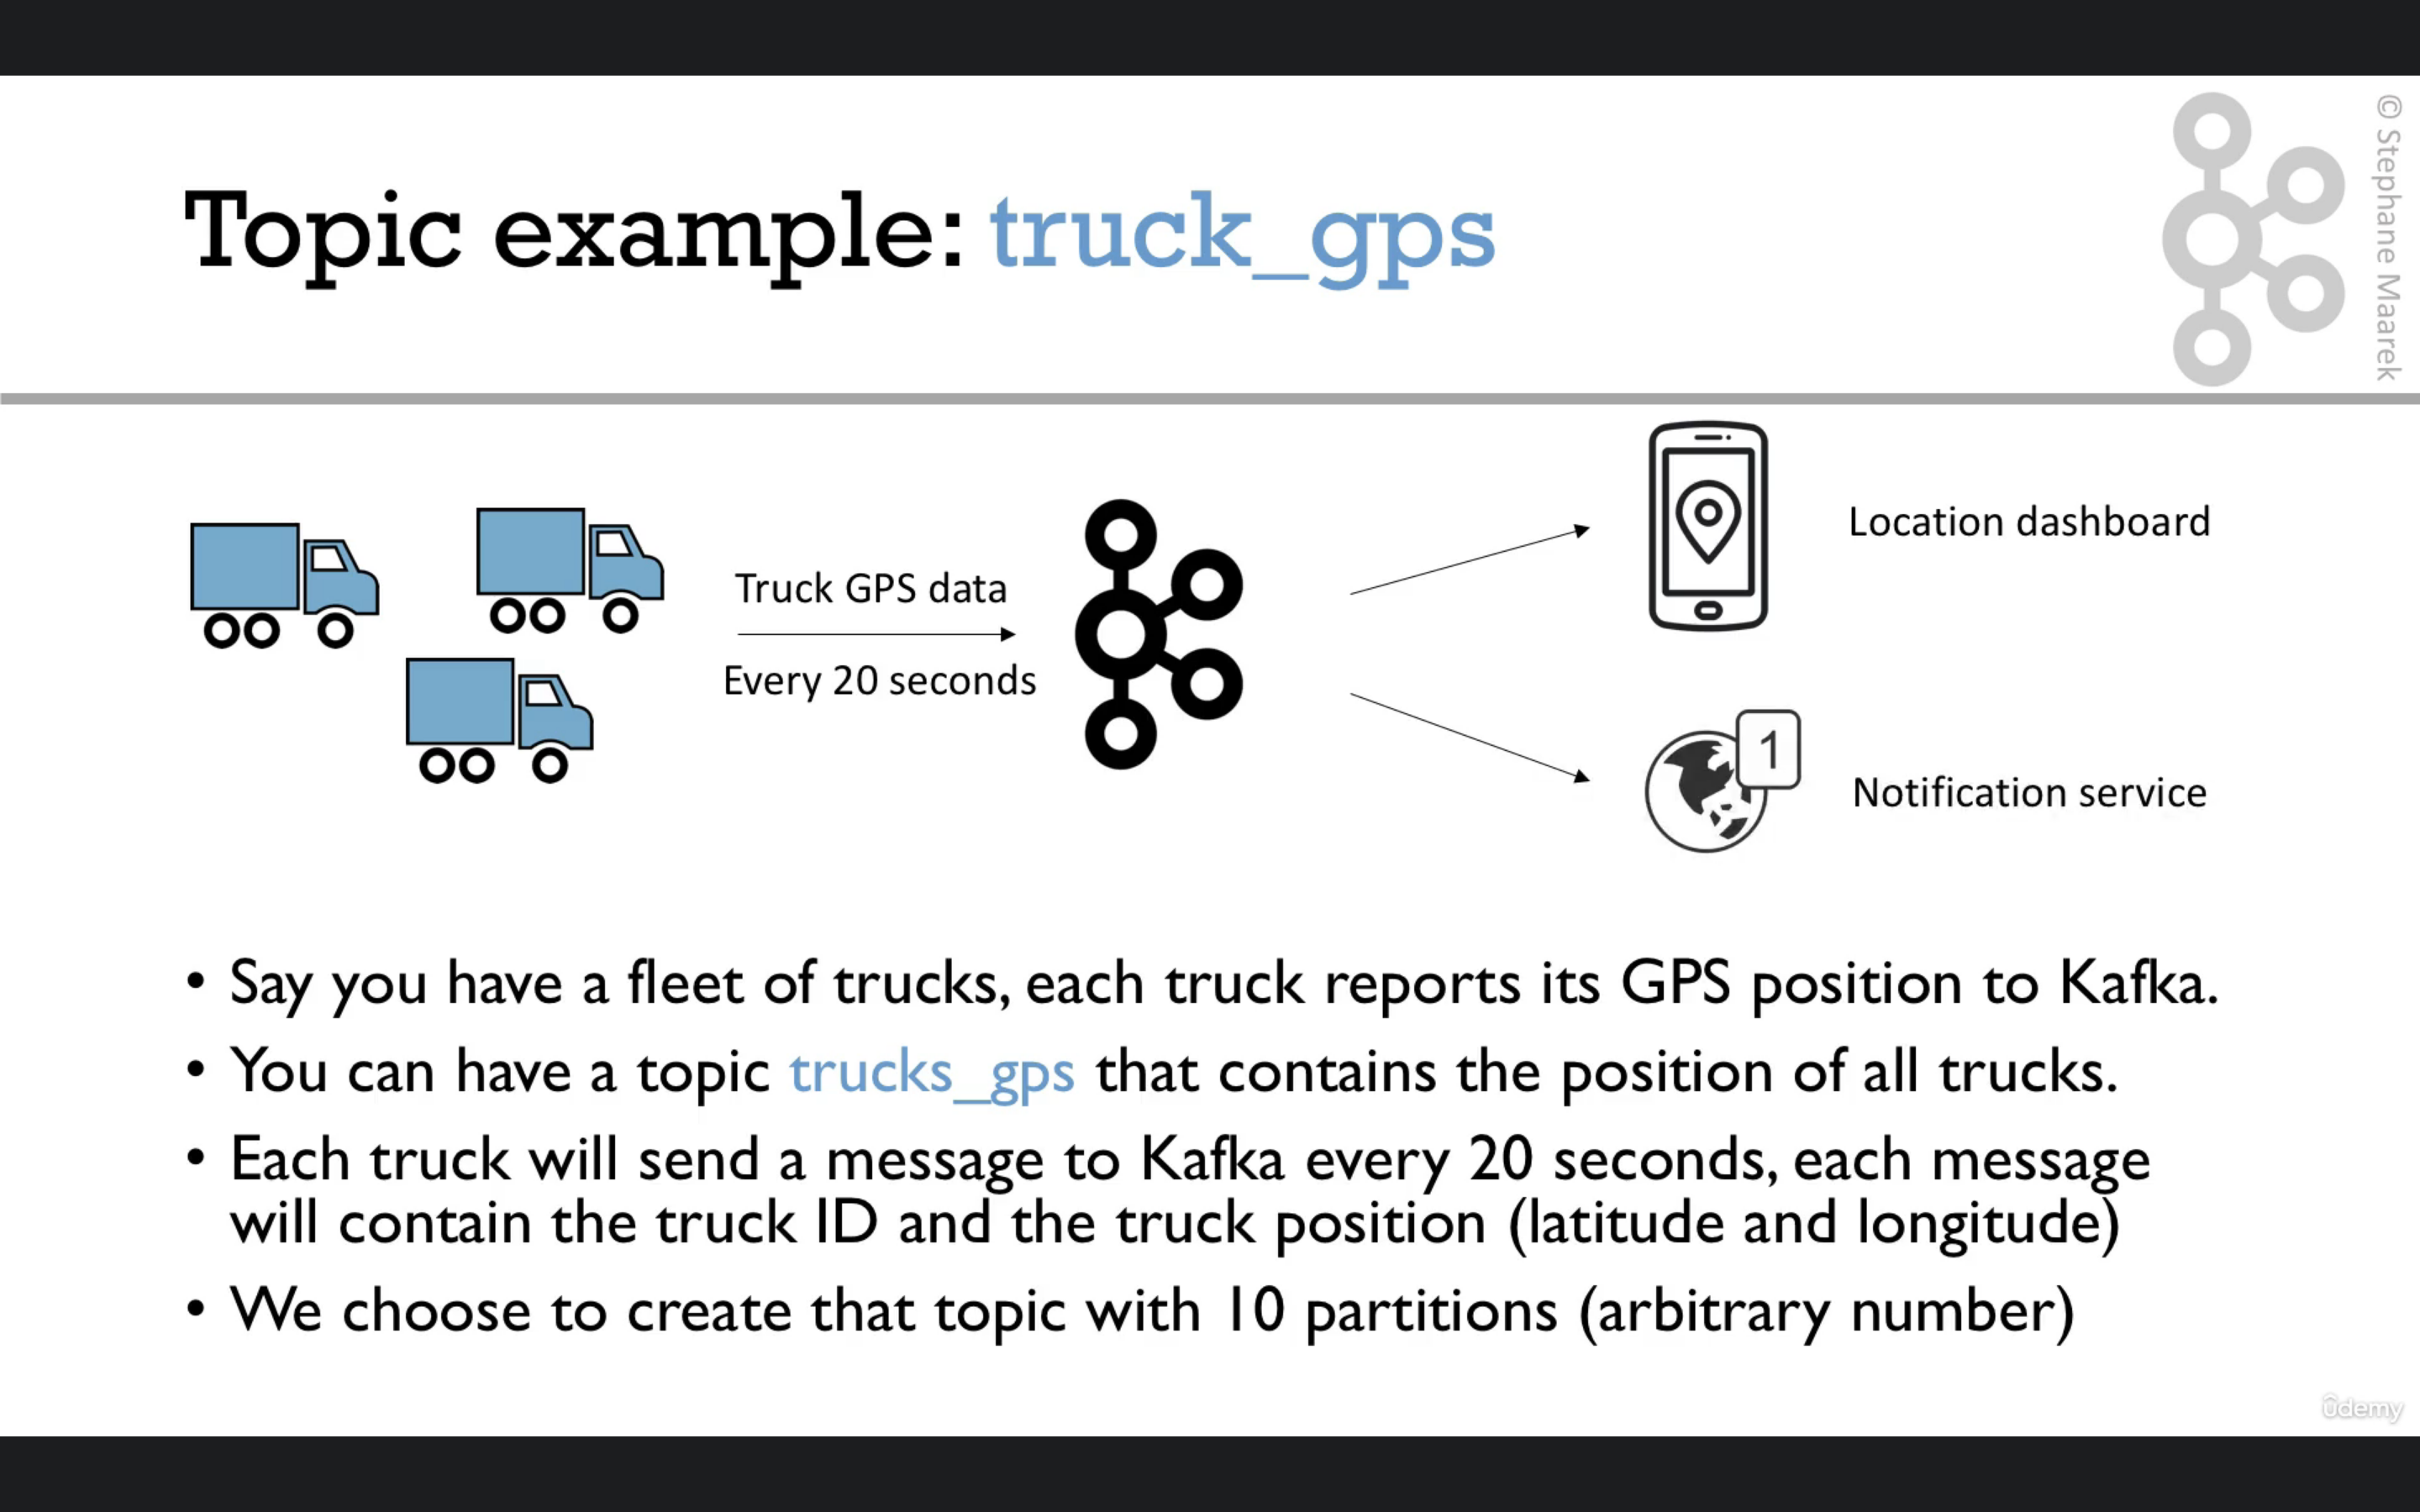 Topic example: truck_gps
© Stephane Maarek
Truck GPS data
Every 20 seconds
Location dashboard
1
Notification service
• Say you have a fleet of trucks, each truck reports its GPS position to Kafka.
• You can have a topic trucks_gps that contains the position of all trucks.
• Each truck will send a message to Kafka every 20 seconds, each message
will contain the truck ID and the truck position (latitude and longitude)
• We choose to create that topic with 10 partitions (arbitrary number)
ûdemy